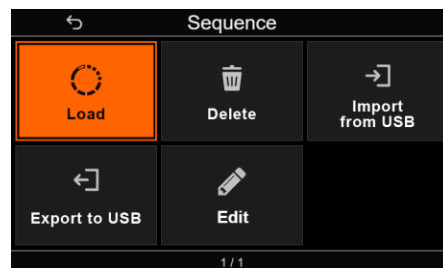 Sequence
Load
Delete
Import
from USB
Export to USB
Edit
1 / 1